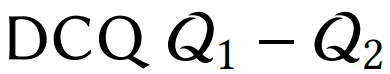 DCQ 𝒬₁ − 𝒬₂